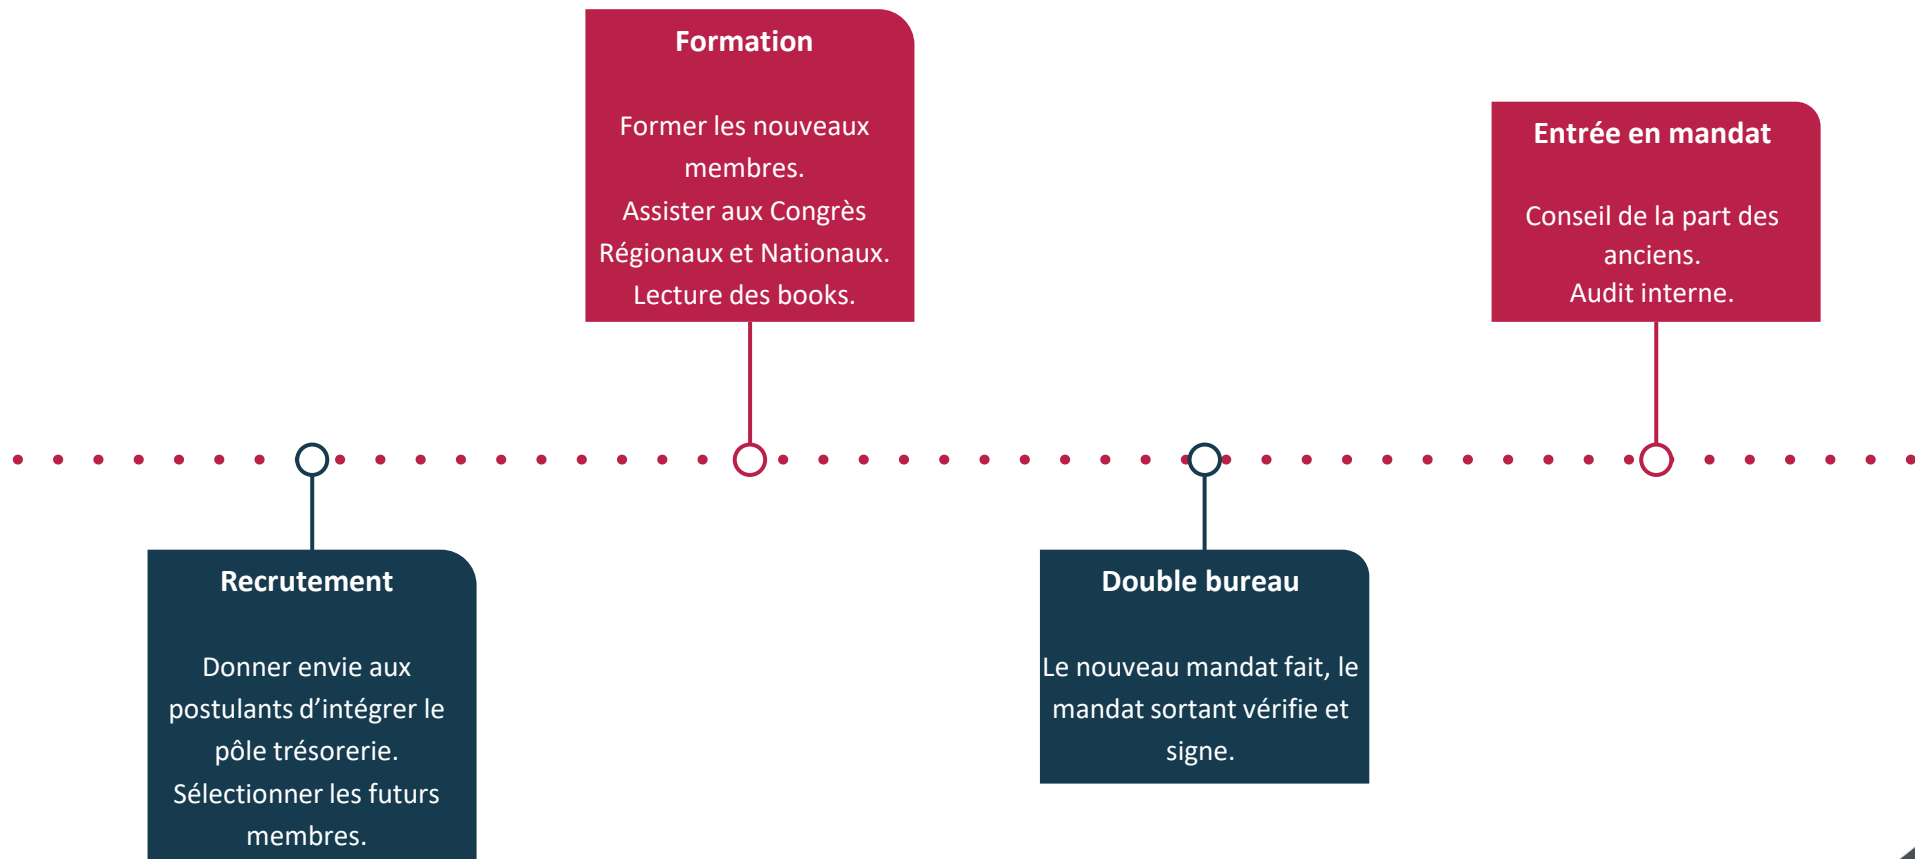 Formation
Former les nouveaux
membres.
Assister aux Congrès
Régionaux et Nationaux.
Lecture des books.
Entrée en mandat
Conseil de la part des
anciens.
Audit interne.
Recrutement
Donner envie aux
postulants d’intégrer le
pôle trésorerie.
Sélectionner les futurs
membres.
Double bureau
Le nouveau mandat fait, le
mandat sortant vérifie et
signe.